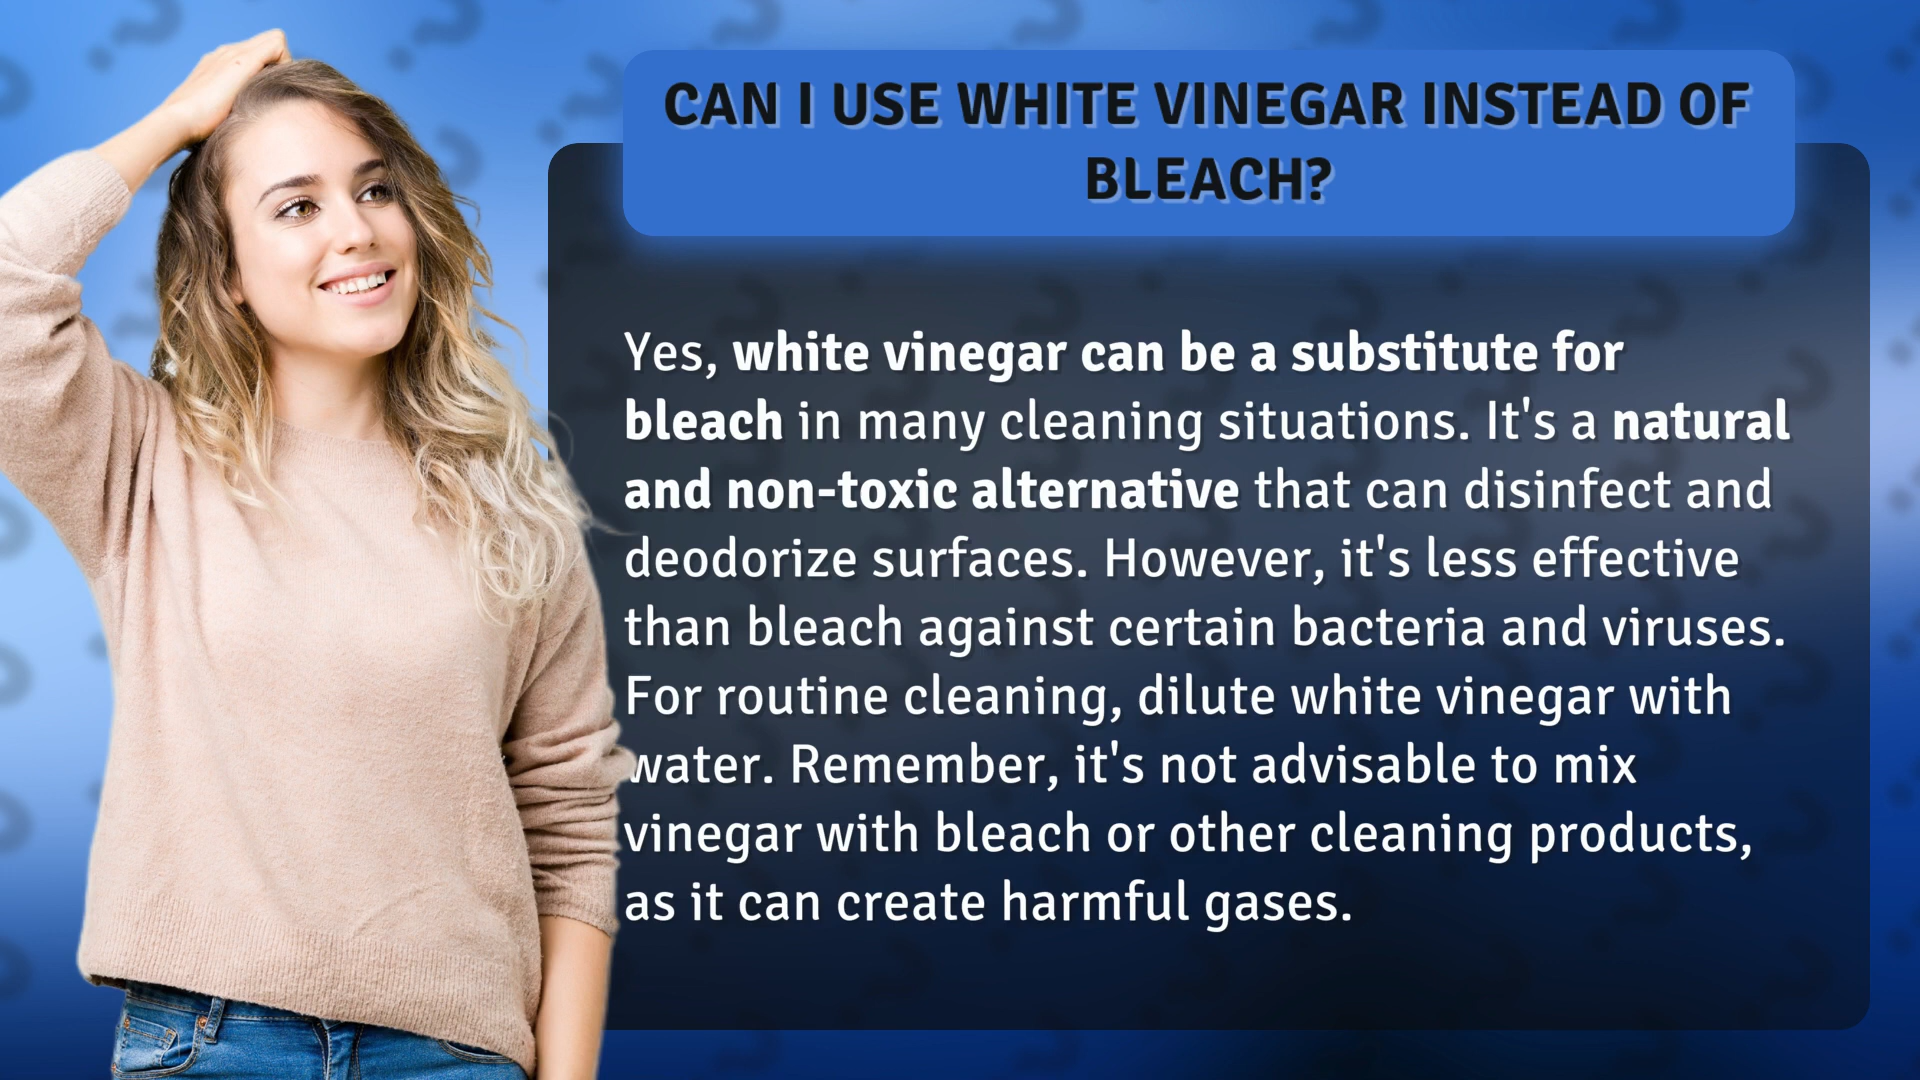 CAN I USE WHITE VINEGAR INSTEAD OF
BLEACH?
Yes, white vinegar can be a substitute for
bleach in many cleaning situations. It's a natural
and non-toxic alternative that can disinfect and
deodorize surfaces. However, it's less effective
than bleach against certain bacteria and viruses.
For routine cleaning, dilute white vinegar with
water. Remember, it's not advisable to mix
vinegar with bleach or other cleaning products,
as it can create harmful gases.